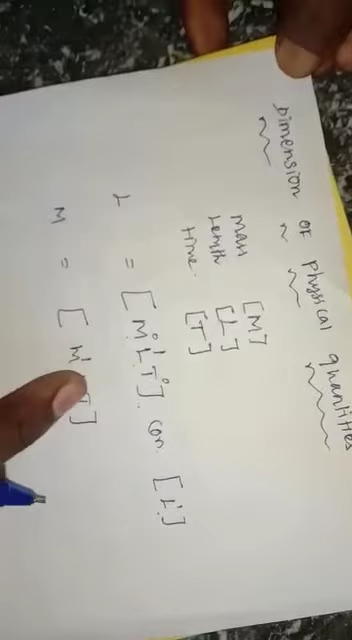 Dimension of physical quantities
Mass [M]
Length [L]
time. [T]
L = [M⁰L¹T⁰]. (or) [L¹]
M = [M¹ T]